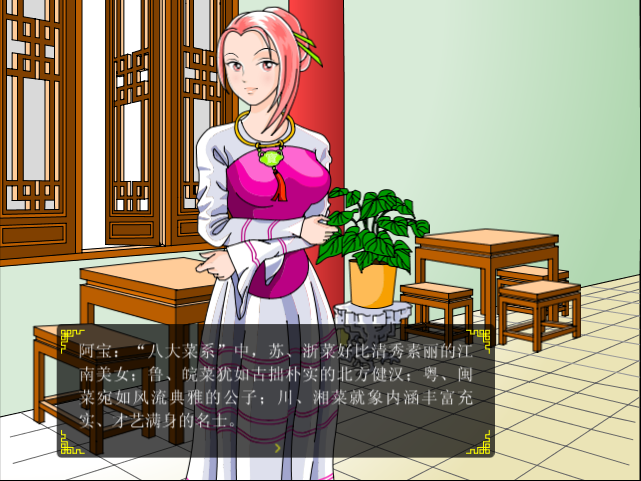 阿宝：“八大菜系”中，苏、浙菜好比清秀素丽的江
南美女；鲁、皖菜犹如古拙朴实的北方健汉；粤、闽
菜宛如风流典雅的公子；川、湘菜就象内涵丰富充
实、才艺满身的名士。